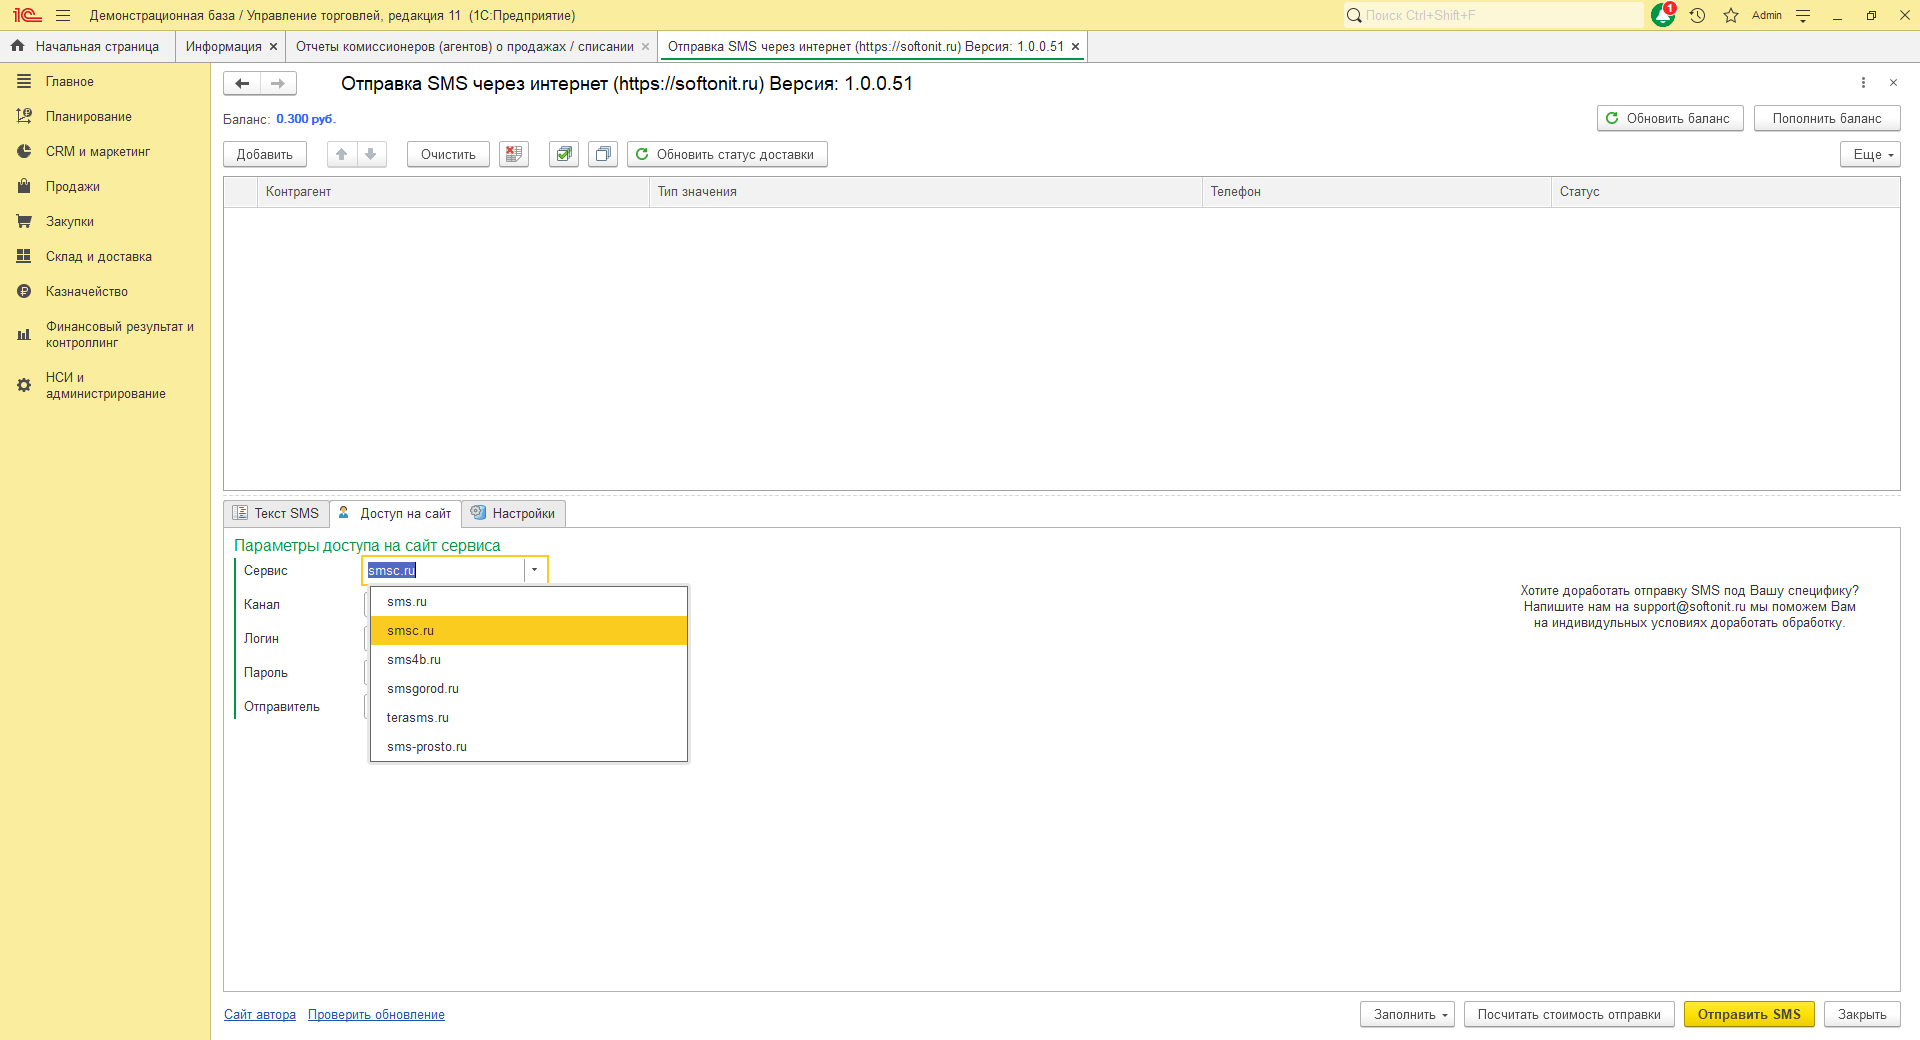 Демонстрационная база / Управление торговлей, редакция 11 (1С:Предприятие)
Поиск Ctrl+Shift+F
1
Admin
Начальная страница
Информация
Отчеты комиссионеров (агентов) о продажах / списании
Отправка SMS через интернет (https://softonit.ru) Версия: 1.0.0.51
Главное
Планирование
CRM и маркетинг
Продажи
Закупки
Склад и доставка
Казначейство
Финансовый результат и
контроллинг
НСИ и
администрирование
Отправка SMS через интернет (https://softonit.ru) Версия: 1.0.0.51
Баланс: 0.300 руб.
Обновить баланс
Пополнить баланс
Добавить
Очистить
Обновить статус доставки
Еще
Контрагент
Тип значения
Телефон
Статус
Текст SMS
Доступ на сайт
Настройки
Параметры доступа на сайт сервиса
Сервис
smsc.ru
Канал
Логин
Пароль
Отправитель
sms.ru
smsc.ru
sms4b.ru
smsgorod.ru
terasms.ru
sms-prosto.ru
Хотите доработать отправку SMS под Вашу специфику?
Напишите нам на support@softonit.ru мы поможем Вам
на индивидульных условиях доработать обработку.
Сайт автора
Проверить обновление
Заполнить
Посчитать стоимость отправки
Отправить SMS
Закрыть